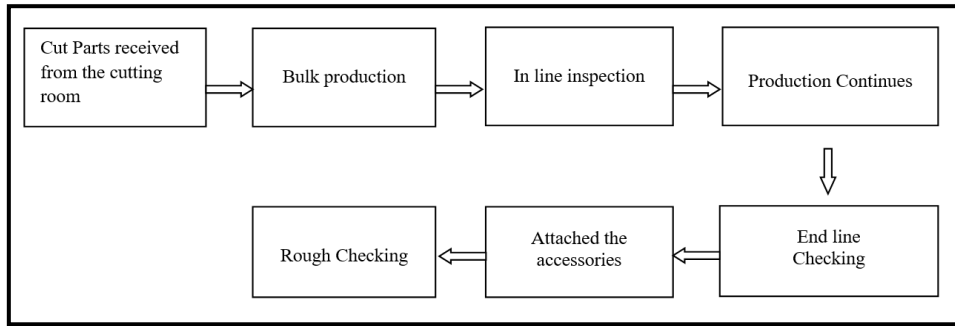 Cut Parts received
from the cutting
room
Bulk production
In line inspection
Production Continues
End line
Checking
Attached the
accessories
Rough Checking